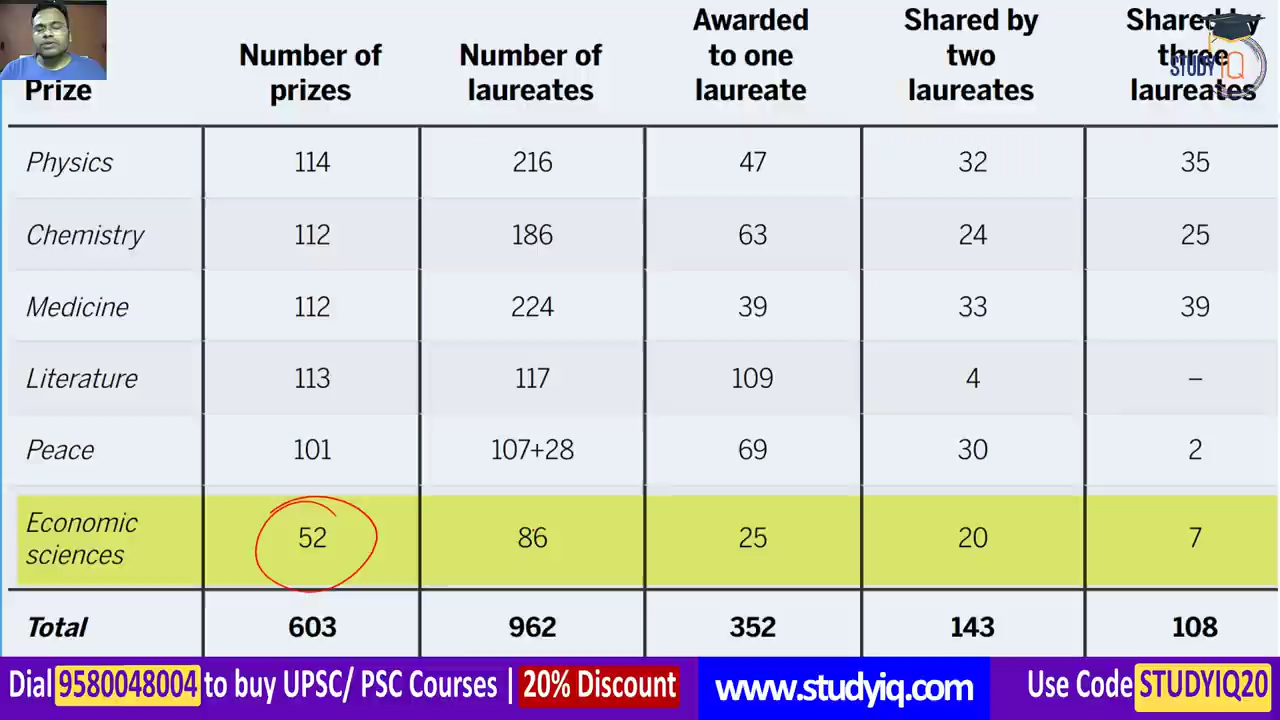 Prize
Number of
prizes
Number of
laureates
Awarded
to one
laureate
Shared by
two
laureates
Shared by
three
laureates
STUDY IQ
Physics 114 216 47 32 35
Chemistry 112 186 63 24 25
Medicine 112 224 39 33 39
Literature 113 117 109 4 –
Peace 101 107+28 69 30 2
Economic
sciences 52 86 25 20 7
Total 603 962 352 143 108
Dial 9580048004 to buy UPSC/ PSC Courses | 20% Discount www.studyiq.com Use Code STUDYIQ20